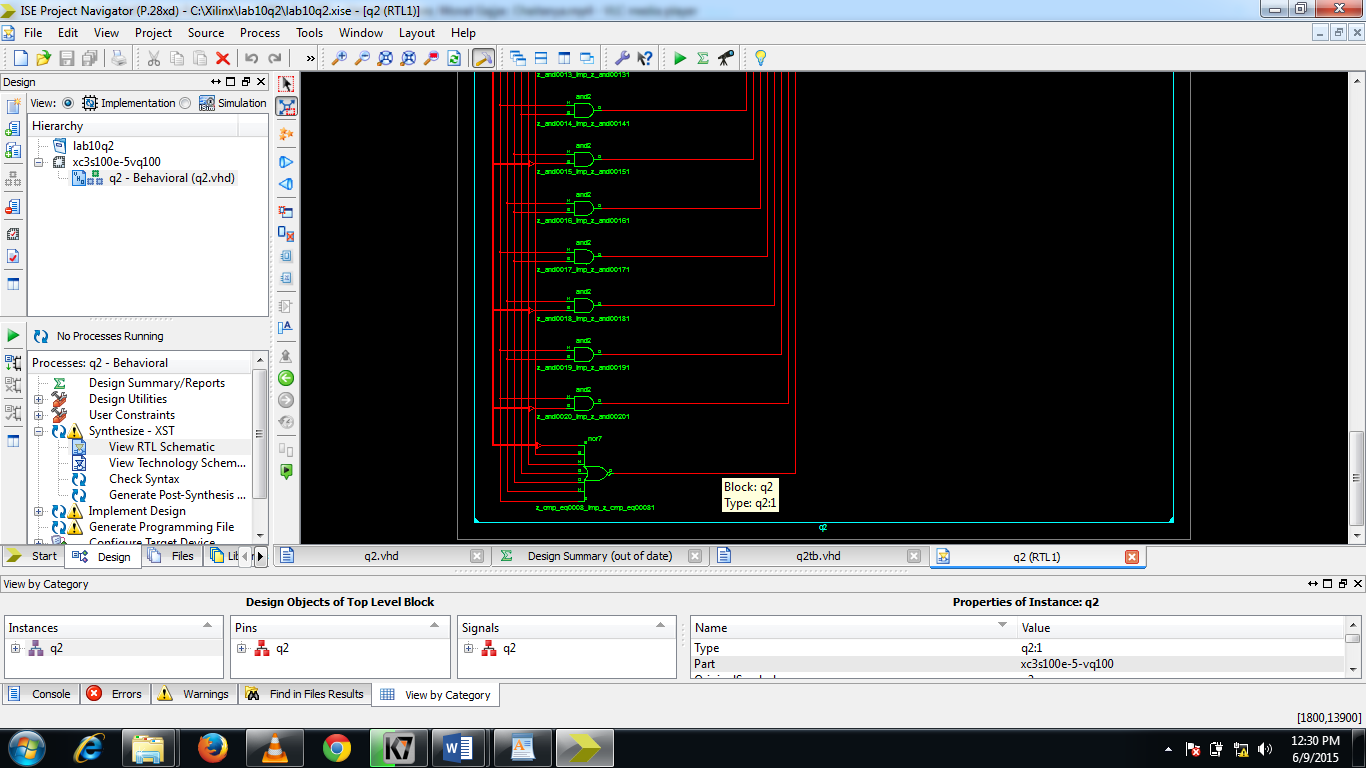 ISE Project Navigator (P.28xd) - C:\Xilinx\lab10q2\lab10q2.xise - [q2 (RTL1)]
File Edit View Project Source Process Tools Window Layout Help
Design
View: Implementation Simulation
Hierarchy
lab10q2
xc3s100e-5vq100
q2 - Behavioral (q2.vhd)
No Processes Running
Processes: q2 - Behavioral
Design Summary/Reports
Design Utilities
User Constraints
Synthesize - XST
View RTL Schematic
View Technology Schem...
Check Syntax
Generate Post-Synthesis ...
Implement Design
Generate Programming File
Configure Target Device
Start Design Files
z_and0013_imp_z_and00131
and2
z_and0014_imp_z_and00141
and2
z_and0015_imp_z_and00151
and2
z_and0016_imp_z_and00161
and2
z_and0017_imp_z_and00171
and2
z_and0018_imp_z_and00181
and2
z_and0019_imp_z_and00191
and2
z_and0020_imp_z_and00201
nor7
z_cmp_eq0008_imp_z_cmp_eq00081
Block: q2
Type: q2:1
q2
q2.vhd Design Summary (out of date) q2tb.vhd q2 (RTL1)
View by Category
Design Objects of Top Level Block
Properties of Instance: q2
Instances Pins Signals Name Value
q2 q2 q2 Type q2:1
Part xc3s100e-5-vq100
Console Errors Warnings Find in Files Results View by Category
[1800,13900]
12:30 PM
6/9/2015